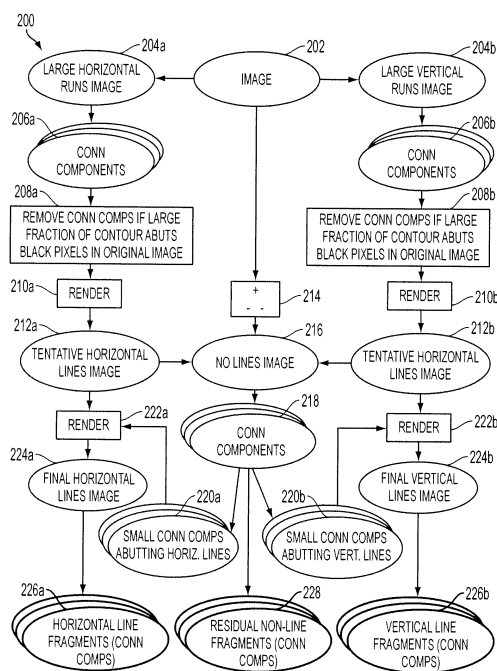 200
204a
202
204b
LARGE HORIZONTAL
RUNS IMAGE
IMAGE
LARGE VERTICAL
RUNS IMAGE
206a
206b
CONN
COMPONENTS
CONN
COMPONENTS
208a
208b
REMOVE CONN COMPS IF LARGE
FRACTION OF CONTOUR ABUTS
BLACK PIXELS IN ORIGINAL IMAGE
REMOVE CONN COMPS IF LARGE
FRACTION OF CONTOUR ABUTS
BLACK PIXELS IN ORIGINAL IMAGE
210a
RENDER
+
- -
214
RENDER
210b
212a
216
212b
TENTATIVE HORIZONTAL
LINES IMAGE
NO LINES IMAGE
TENTATIVE HORIZONTAL
LINES IMAGE
222a
RENDER
218
RENDER
222b
CONN
COMPONENTS
224a
224b
FINAL HORIZONTAL
LINES IMAGE
FINAL VERTICAL
LINES IMAGE
220a
220b
SMALL CONN COMPS
ABUTTING HORIZ. LINES
SMALL CONN COMPS
ABUTTING VERT. LINES
226a
228
226b
HORIZONTAL LINE
FRAGMENTS (CONN
COMPS)
RESIDUAL NON-LINE
FRAGMENTS (CONN
COMPS)
VERTICAL LINE
FRAGMENTS (CONN
COMPS)